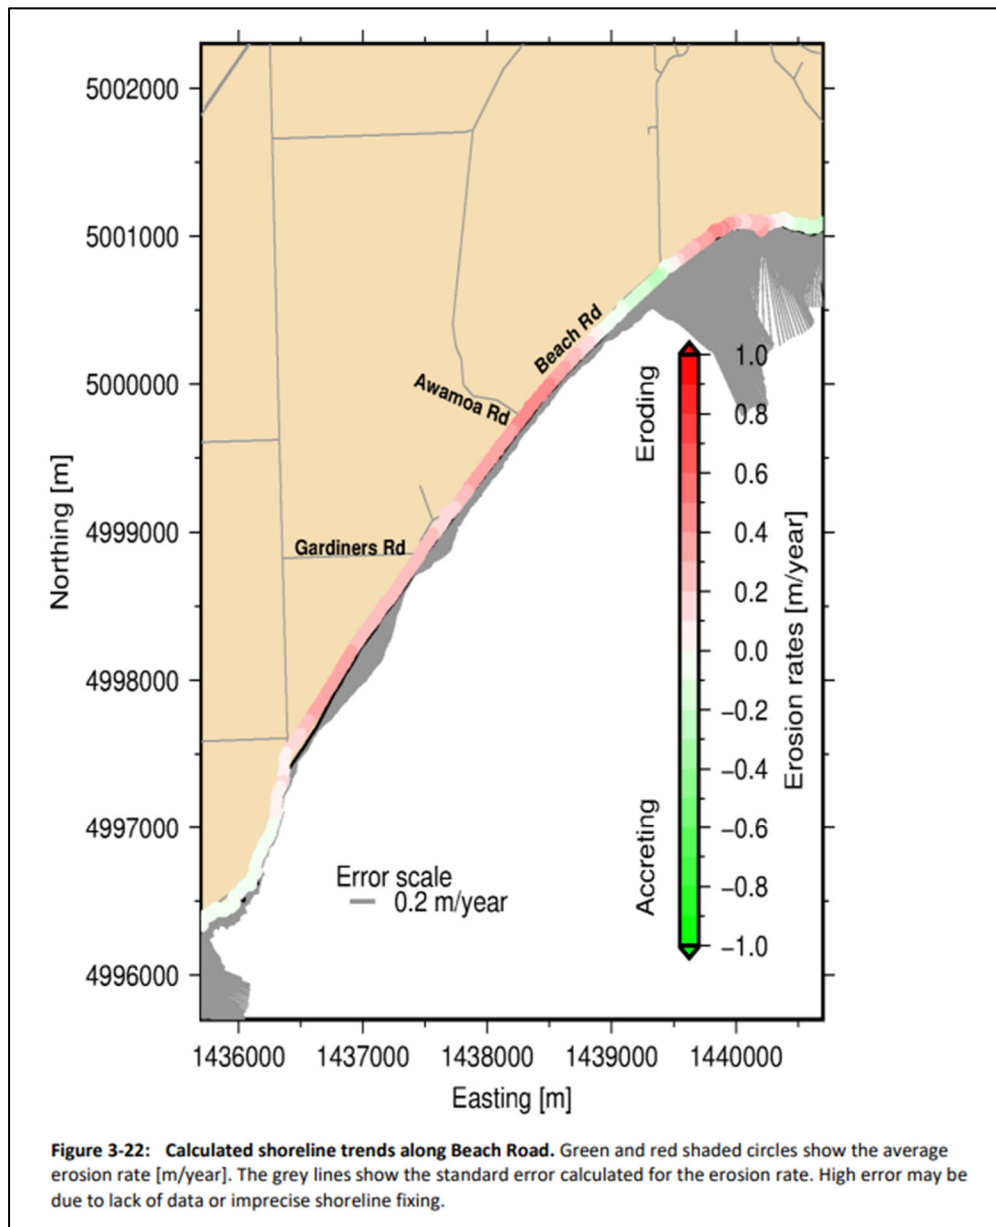 5002000
5001000
5000000
4999000
4998000
4997000
4996000
Northing [m]
Beach Rd
Awamoa Rd
Gardiners Rd
Eroding
Accreting
1.0
0.8
0.6
0.4
0.2
0.0
−0.2
−0.4
−0.6
−0.8
−1.0
Erosion rates [m/year]
Error scale
0.2 m/year
1436000 1437000 1438000 1439000 1440000
Easting [m]
Figure 3-22: Calculated shoreline trends along Beach Road. Green and red shaded circles show the average
erosion rate [m/year]. The grey lines show the standard error calculated for the erosion rate. High error may be
due to lack of data or imprecise shoreline fixing.